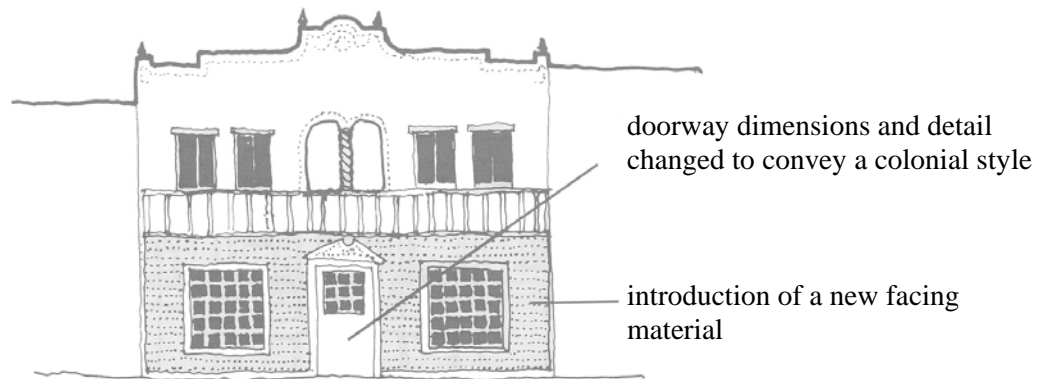 doorway dimensions and detail
changed to convey a colonial style
introduction of a new facing
material